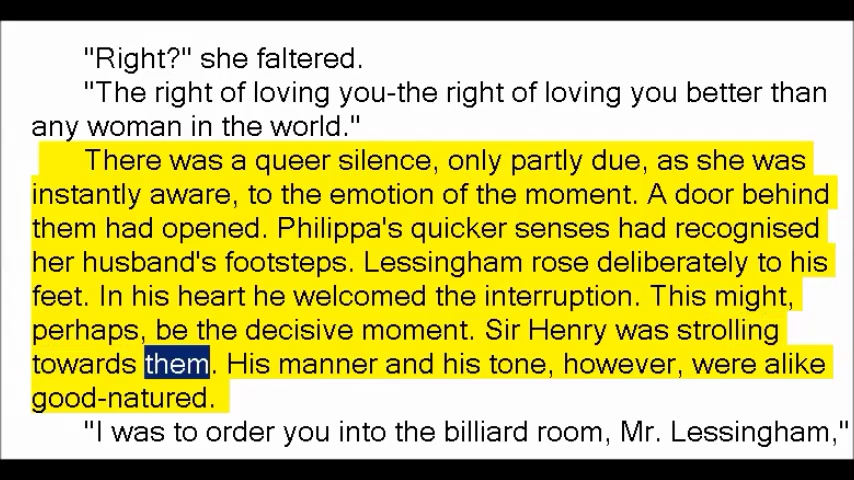 "Right?" she faltered.
"The right of loving you-the right of loving you better than
any woman in the world."
There was a queer silence, only partly due, as she was
instantly aware, to the emotion of the moment. A door behind
them had opened. Philippa's quicker senses had recognised
her husband's footsteps. Lessingham rose deliberately to his
feet. In his heart he welcomed the interruption. This might,
perhaps, be the decisive moment. Sir Henry was strolling
towards them. His manner and his tone, however, were alike
good-natured.
"I was to order you into the billiard room, Mr. Lessingham,"